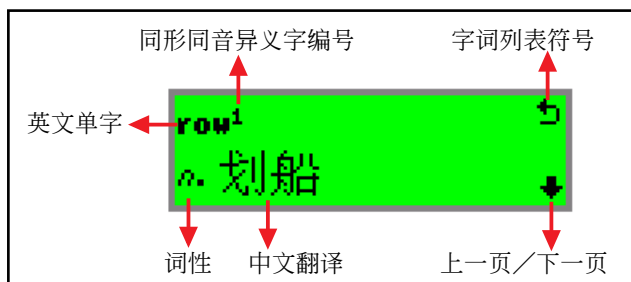 同形同音异义字编号 字词列表符号
英文单字 row¹
n. 划船
词性 中文翻译 上一页／下一页